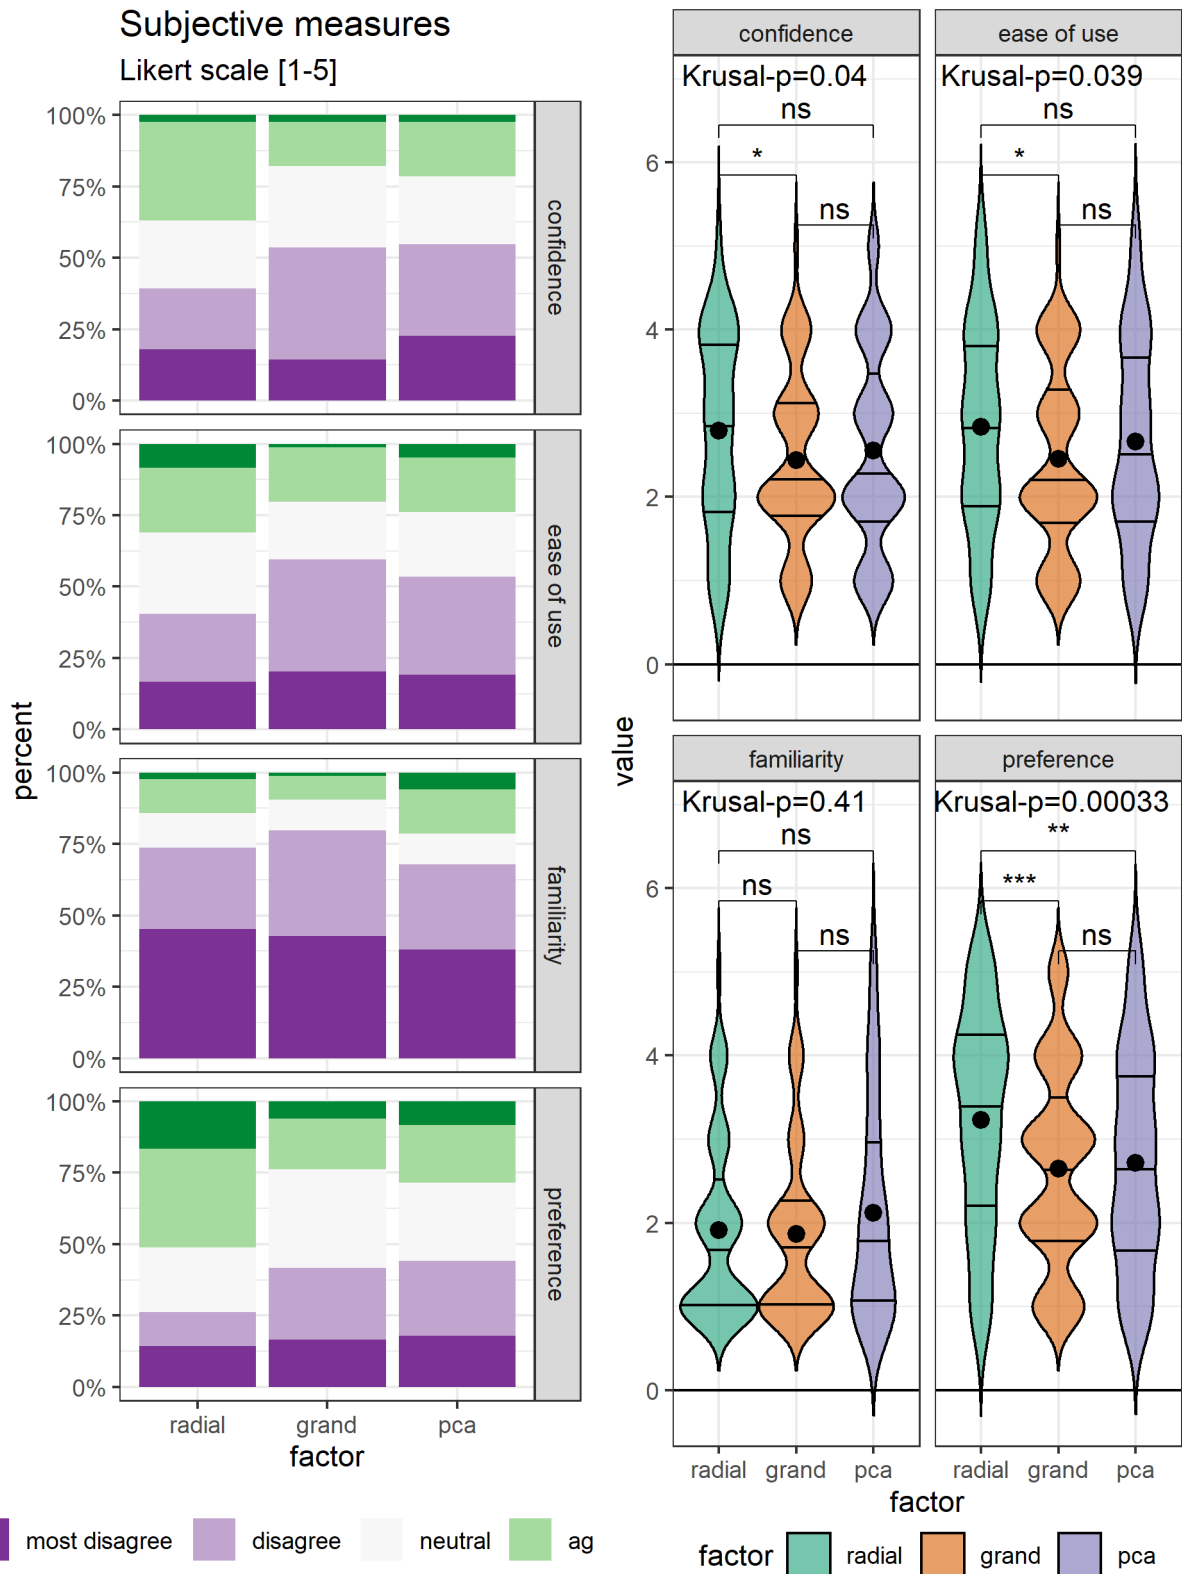 Subjective measures
Likert scale [1-5]
percent
100%
75%
50%
25%
0%
confidence
100%
75%
50%
25%
0%
ease of use
100%
75%
50%
25%
0%
familiarity
100%
75%
50%
25%
0%
preference
radial grand pca
factor
most disagree disagree neutral ag
value
confidence
Krusal-p=0.04
ns
*
ns
6
4
2
0
ease of use
Krusal-p=0.039
ns
*
ns
familiarity
Krusal-p=0.41
ns
ns
ns
6
4
2
0
preference
Krusal-p=0.00033
**
***
ns
radial grand pca
radial grand pca
factor
factor radial grand pca